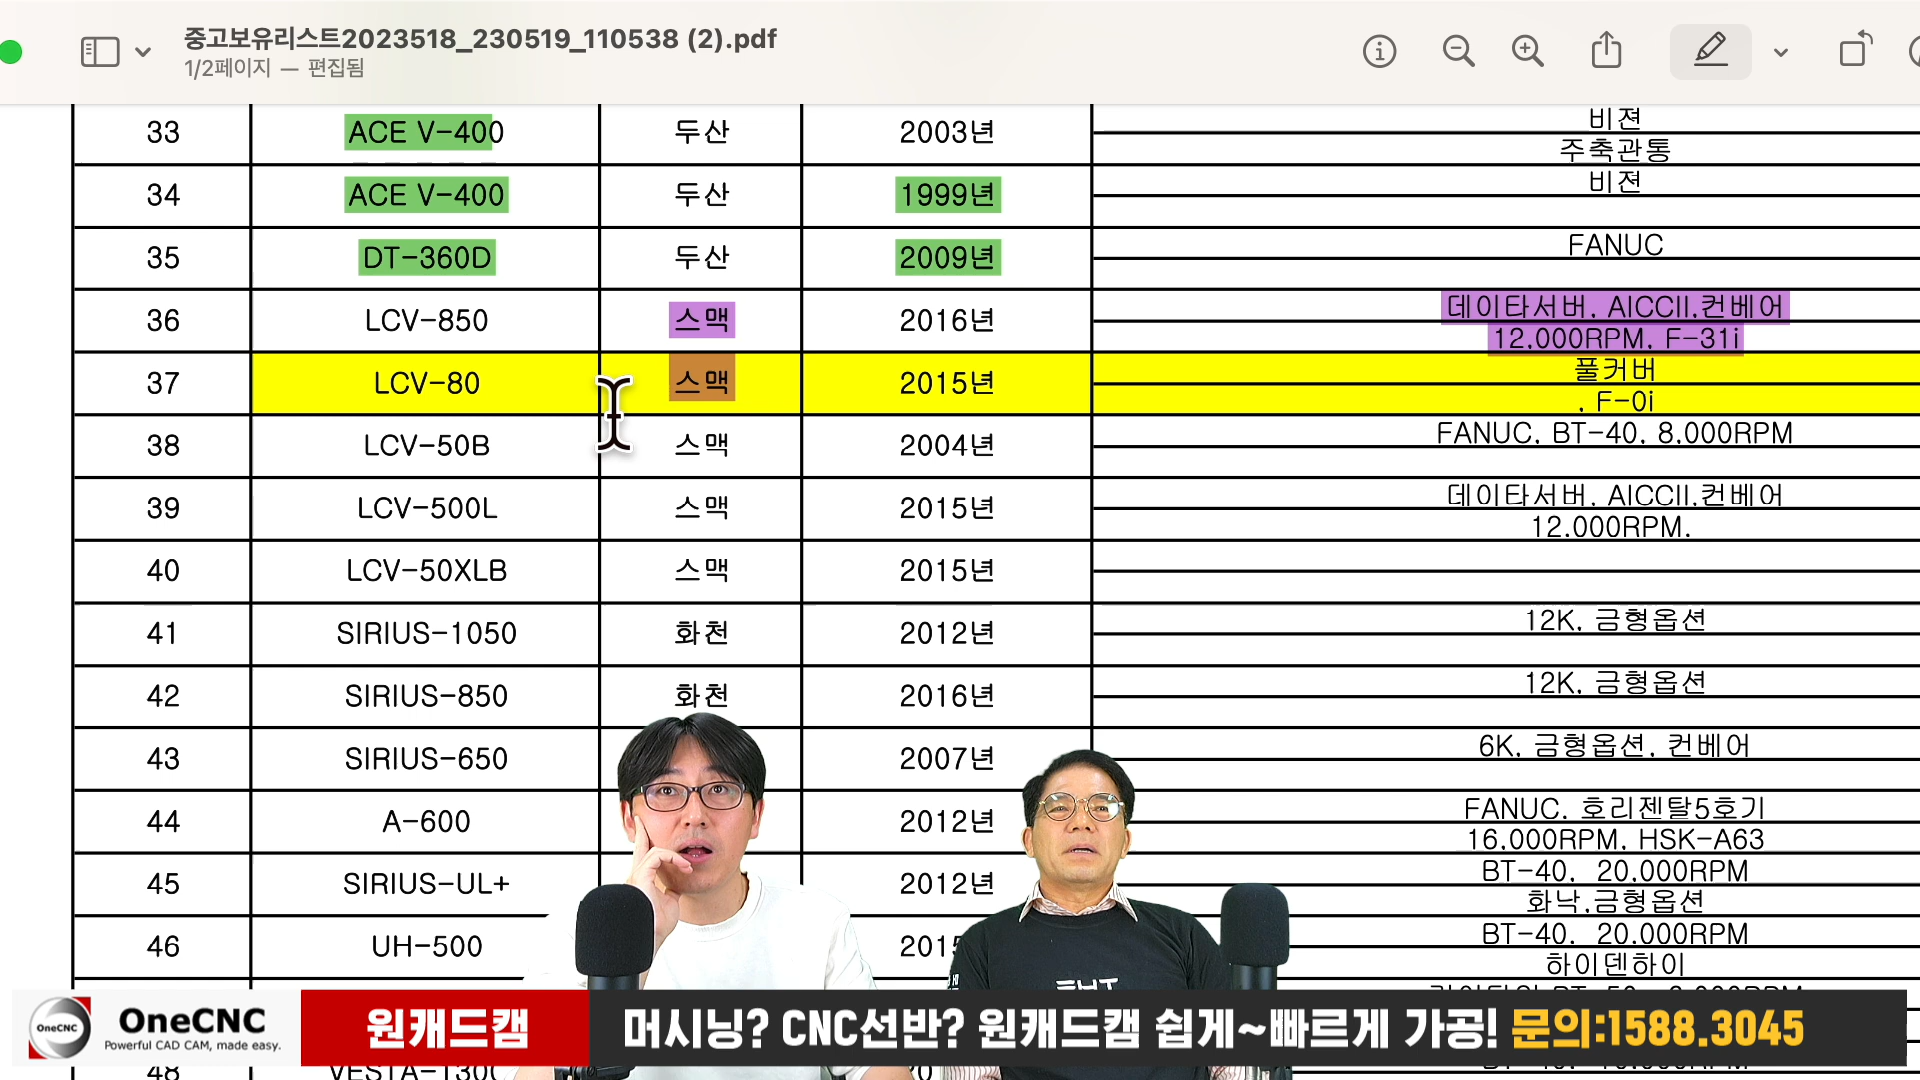 중고보유리스트2023518_230519_110538 (2).pdf
1/2페이지 — 편집됨
33 ACE V-400 두산 2003년 비젼
주축관통
34 ACE V-400 두산 1999년 비젼
35 DT-360D 두산 2009년 FANUC
36 LCV-850 스맥 2016년 데이타서버, AICCII,컨베어
12,000RPM, F-31i
37 LCV-80 스맥 2015년 풀커버
, F-0i
38 LCV-50B 스맥 2004년 FANUC, BT-40, 8,000RPM
39 LCV-500L 스맥 2015년 데이타서버, AICCII,컨베어
12,000RPM,
40 LCV-50XLB 스맥 2015년
41 SIRIUS-1050 화천 2012년 12K, 금형옵션
42 SIRIUS-850 화천 2016년 12K, 금형옵션
43 SIRIUS-650 2007년 6K, 금형옵션, 컨베어
44 A-600 2012년 FANUC, 호리젠탈5호기
16,000RPM, HSK-A63
45 SIRIUS-UL+ 2012년 BT-40, 20,000RPM
화낙,금형옵션
46 UH-500 2015 BT-40, 20,000RPM
하이덴하이
OneCNC
OneCNC
Powerful CAD CAM, made easy.
원캐드캠
머시닝? CNC선반? 원캐드캠 쉽게~빠르게 가공! 문의:1588.3045
48 VESTA-1300